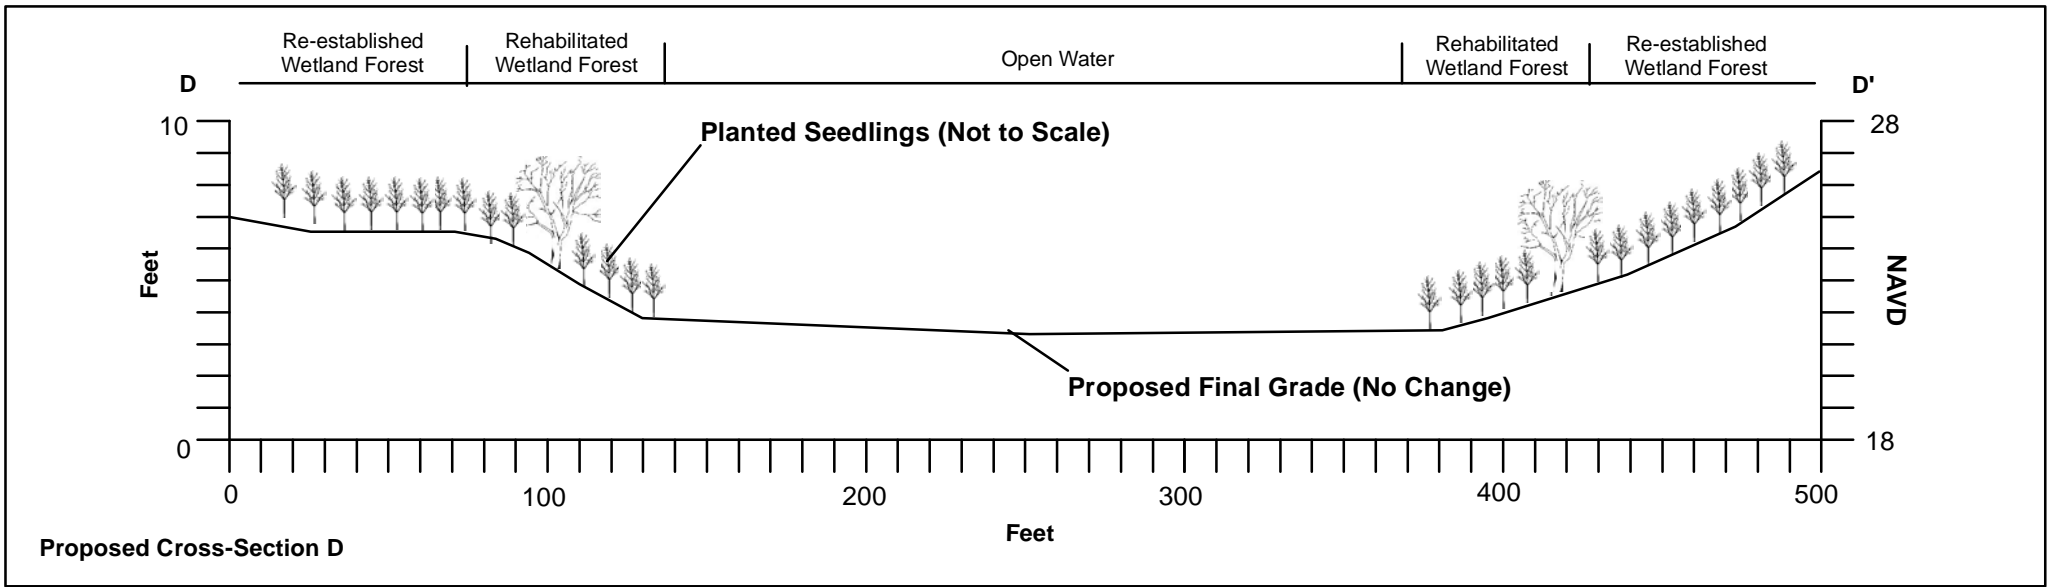 Re-established
Wetland Forest
Rehabilitated
Wetland Forest
Open Water
Rehabilitated
Wetland Forest
Re-established
Wetland Forest
D
D'
10
28
Planted Seedlings (Not to Scale)
Feet
NAVD
Proposed Final Grade (No Change)
0
18
0
100
200
300
400
500
Feet
Proposed Cross-Section D